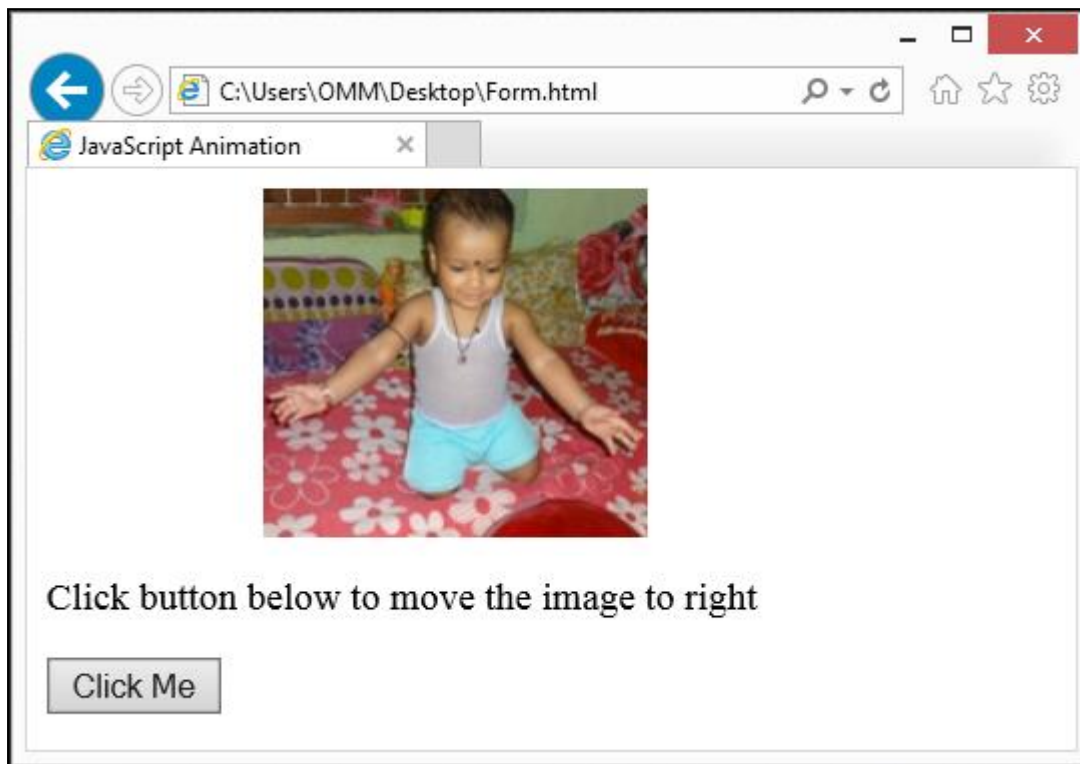 C:\Users\OMM\Desktop\Form.html
JavaScript Animation
Click button below to move the image to right
Click Me